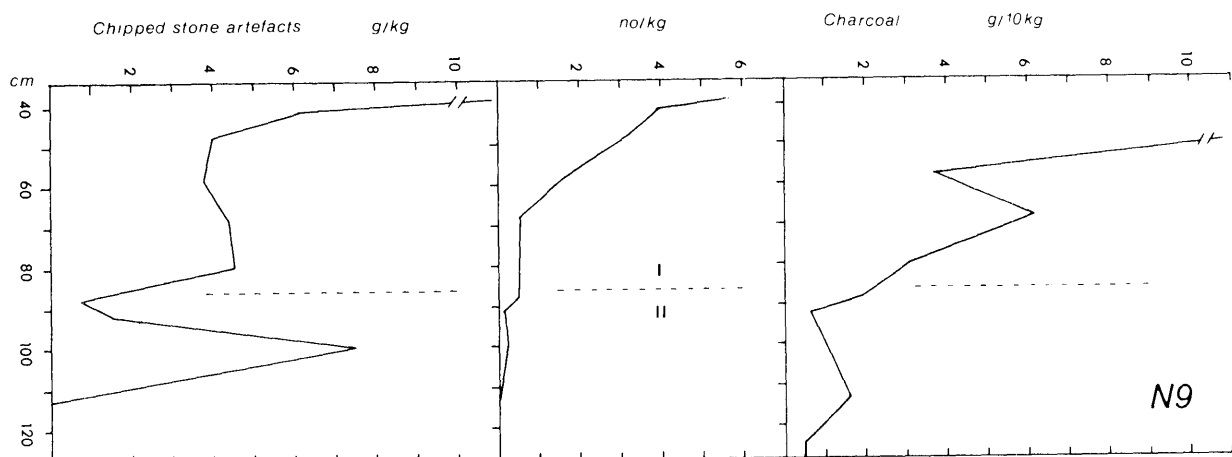 Chipped stone artefacts g/kg no/kg Charcoal g/10kg
cm 2 4 6 8 10 2 4 6 2 4 6 8 10
40
60
80
100
120
I
II
N9